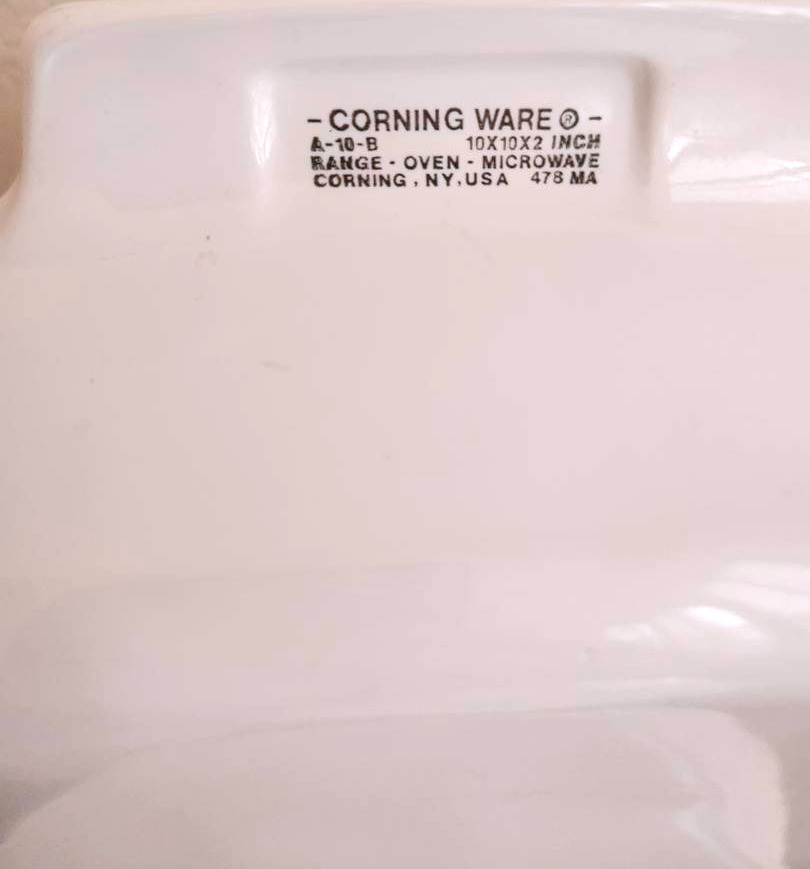 - CORNING WARE ® -
A-10-B 10X10X2 INCH
RANGE - OVEN - MICROWAVE
CORNING, NY, USA 478 MA